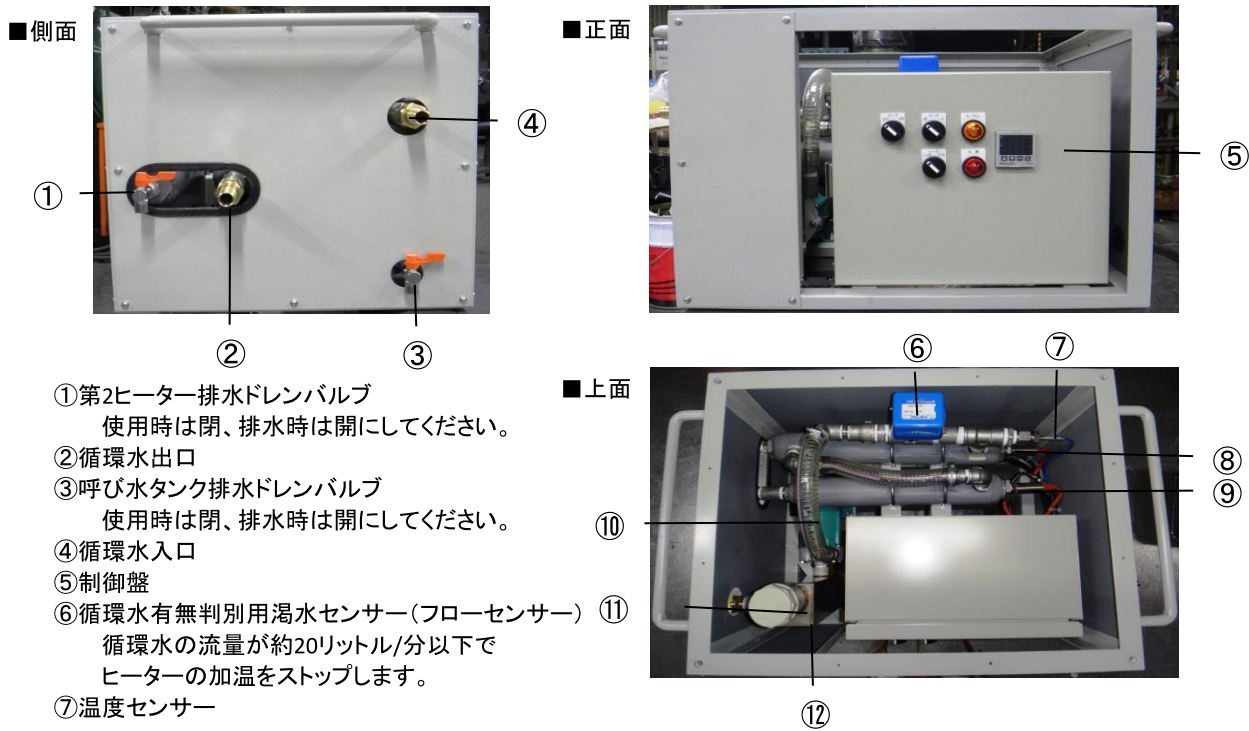 ■側面
①
②
③
④
■正面
⑤
①第2ヒーター排水ドレンバルブ
使用時は閉、排水時は開にしてください。
②循環水出口
③呼び水タンク排水ドレンバルブ
使用時は閉、排水時は開にしてください。
④循環水入口
⑤制御盤
⑥循環水有無判別用渇水センサー（フローセンサー）
循環水の流量が約20リットル/分以下で
ヒーターの加温をストップします。
⑦温度センサー
■上面
⑥
⑦
⑧
⑨
⑩
⑪
⑫